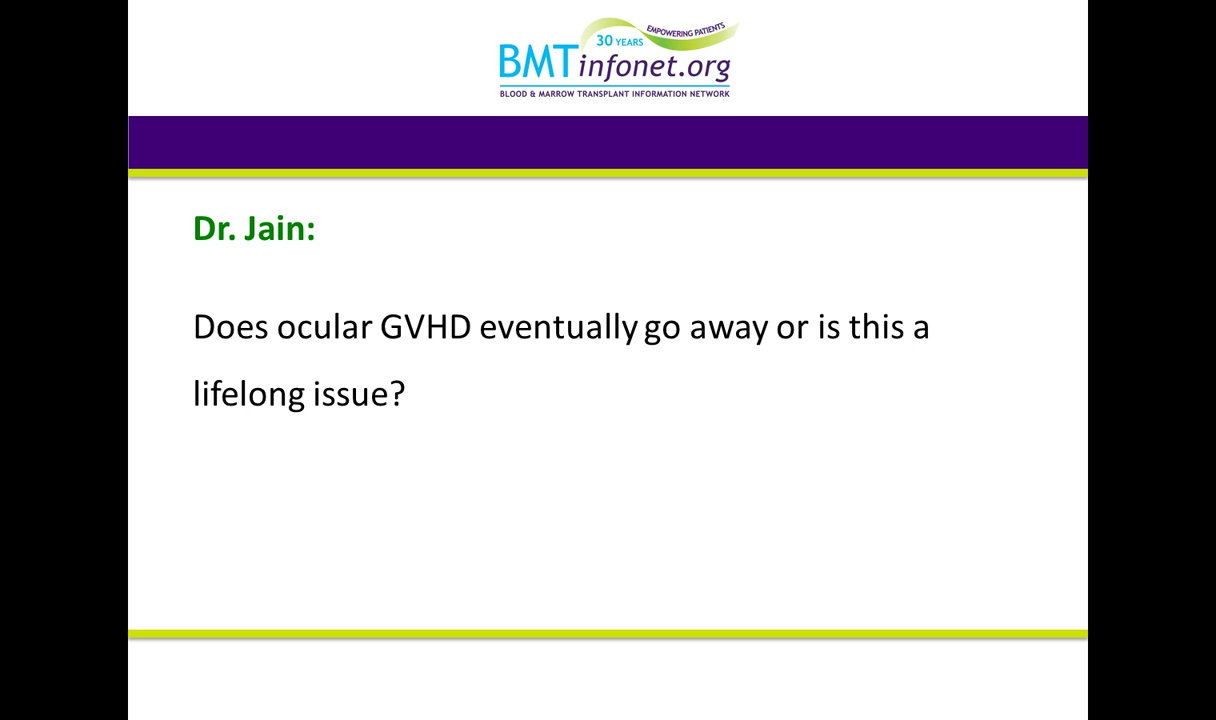 30 YEARS
EMPOWERING PATIENTS
BMTinfonet.org
BLOOD & MARROW TRANSPLANT INFORMATION NETWORK
Dr. Jain:
Does ocular GVHD eventually go away or is this a
lifelong issue?